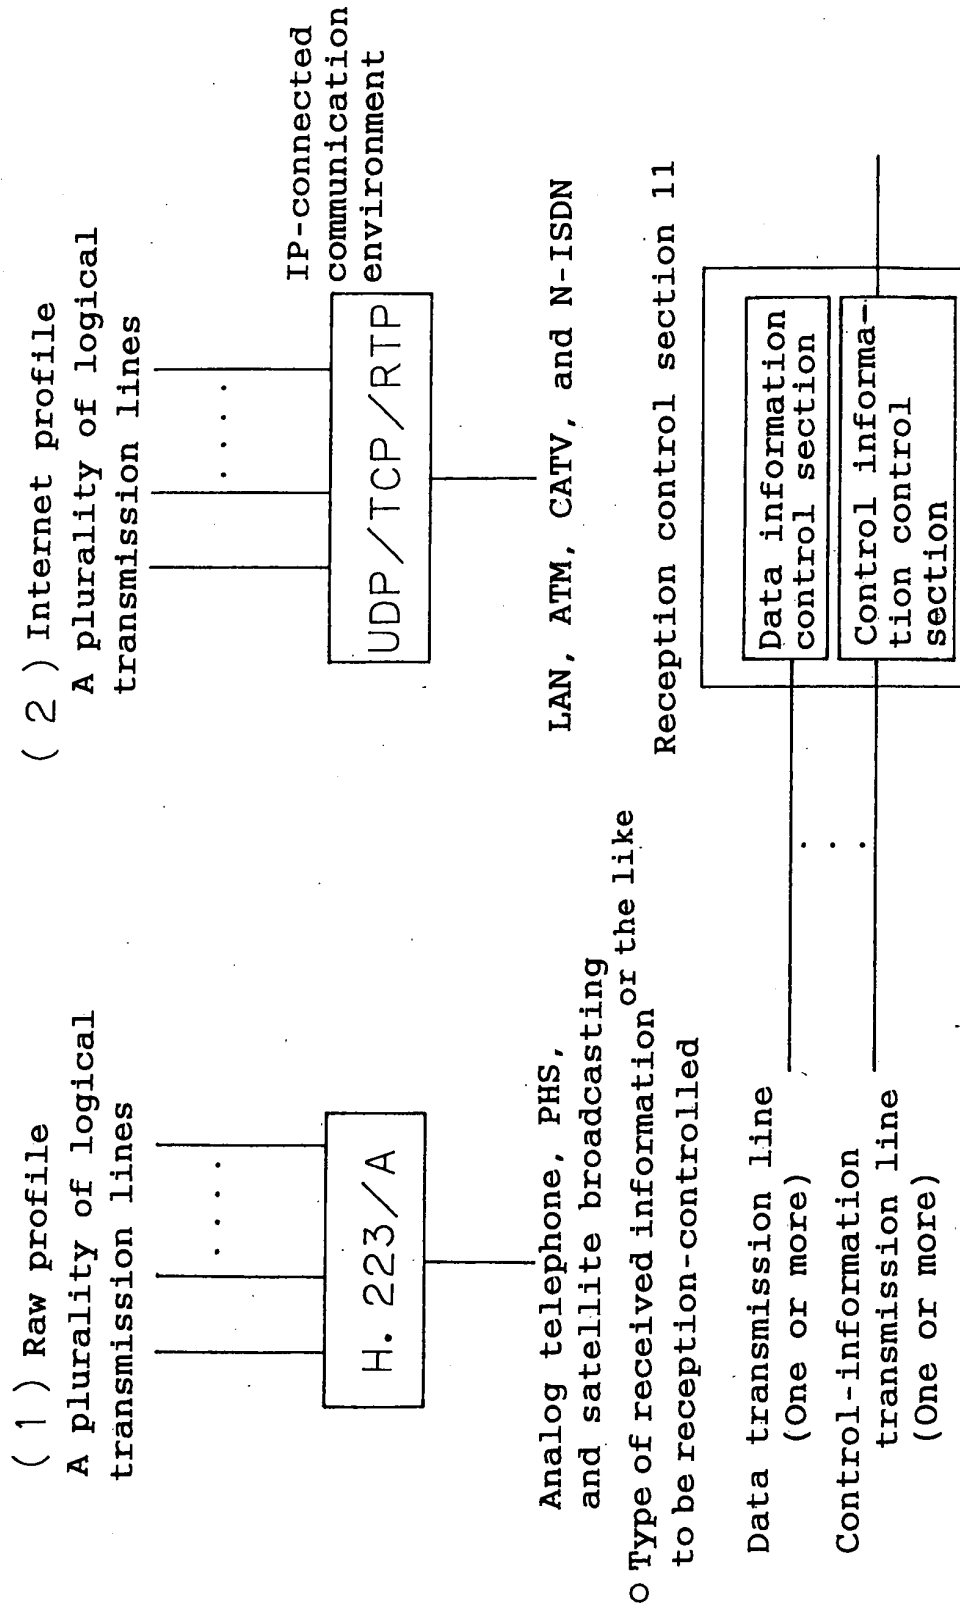 ( 1 ) Raw profile
A plurality of logical
transmission lines
. . . .
H. 223/A
Analog telephone, PHS,
and satellite broadcasting
or the like
( 2 ) Internet profile
A plurality of logical
transmission lines
. . . .
IP-connected
communication
environment
UDP/TCP/RTP
LAN, ATM, CATV, and N-ISDN
○ Type of received information
to be reception-controlled
Reception control section 11
Data transmission line
(One or more)
. . .
Control-information
transmission line
(One or more)
Data information
control section
Control informa-
tion control
section